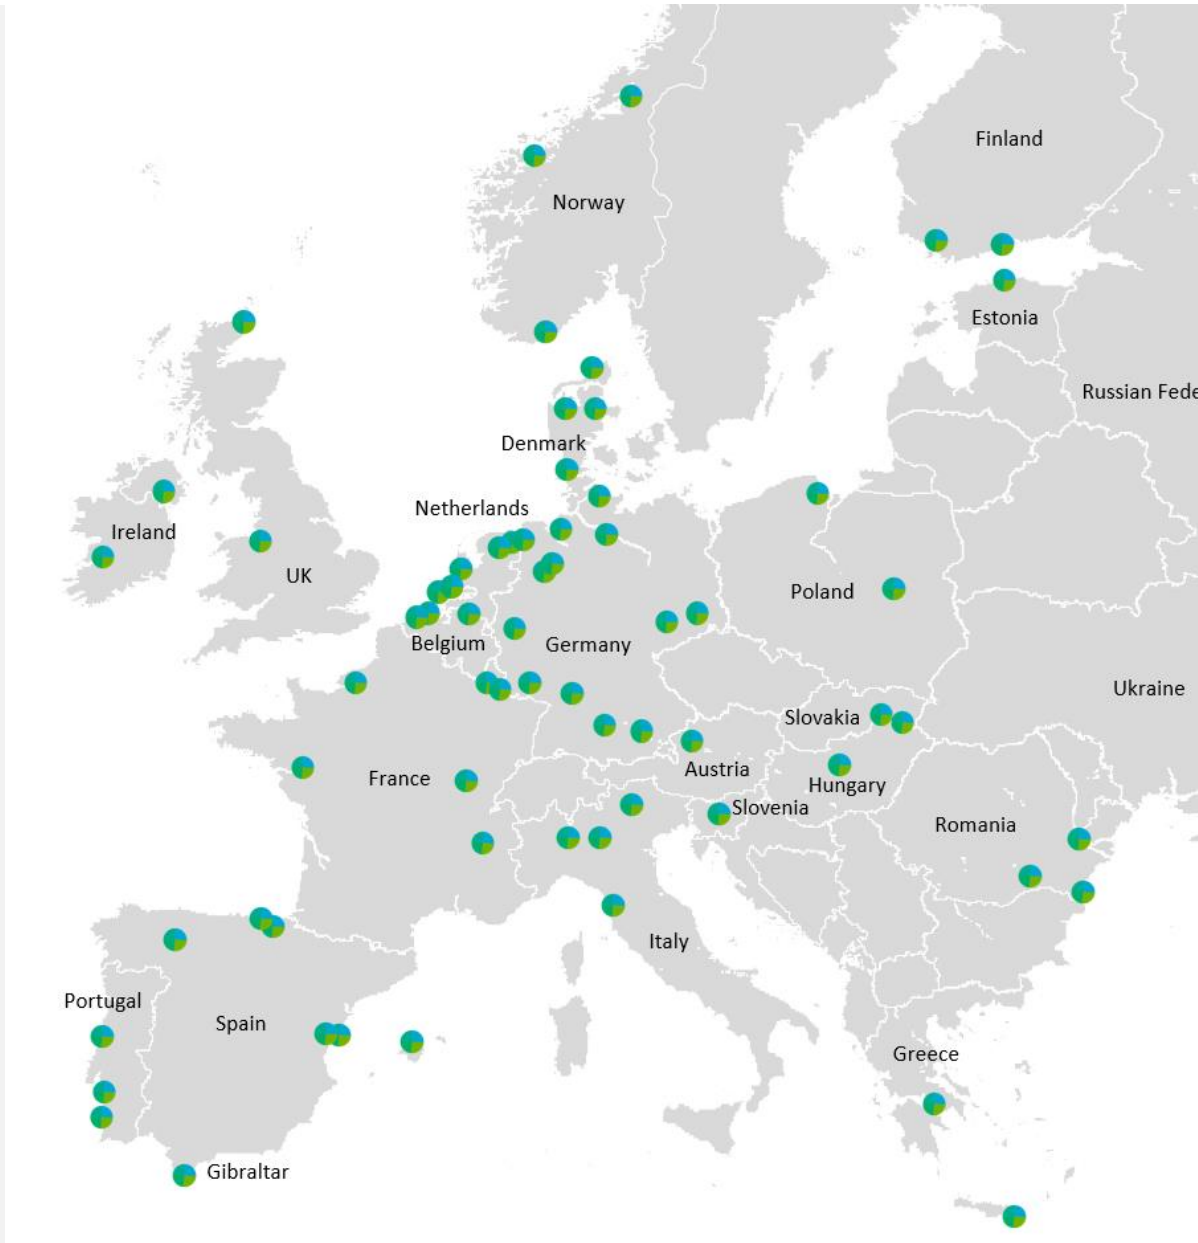 Finland
Norway
Estonia
Russian Fede
Denmark
Netherlands
Ireland
UK
Poland
Belgium
Germany
Ukraine
Slovakia
Austria
France
Hungary
Slovenia
Romania
Italy
Portugal
Spain
Greece
Gibraltar